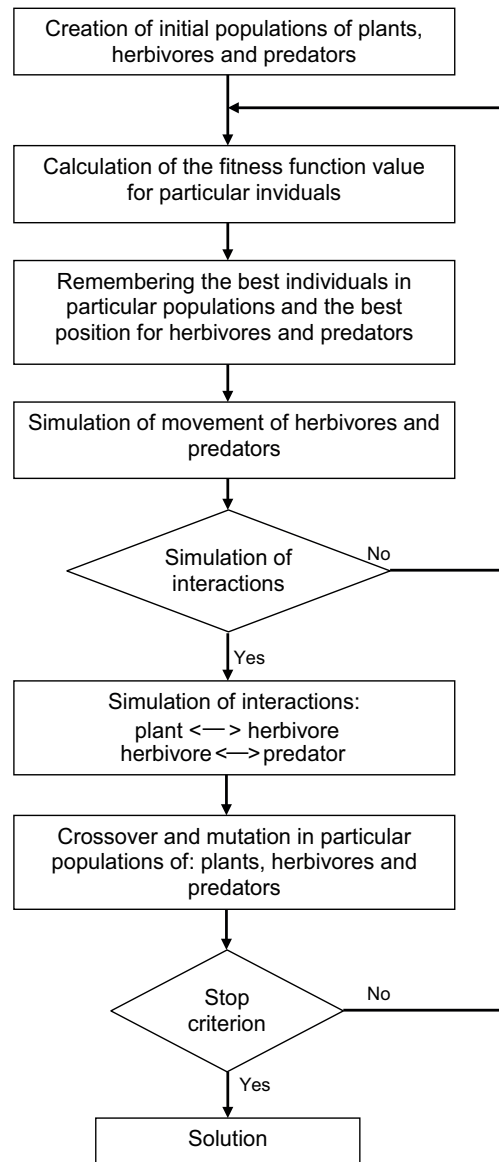 Creation of initial populations of plants,
herbivores and predators
Calculation of the fitness function value
for particular inviduals
Remembering the best individuals in
particular populations and the best
position for herbivores and predators
Simulation of movement of herbivores and
predators
Simulation of
interactions
No
Yes
Simulation of interactions:
plant <—> herbivore
herbivore <—> predator
Crossover and mutation in particular
populations of: plants, herbivores and
predators
Stop
criterion
No
Yes
Solution